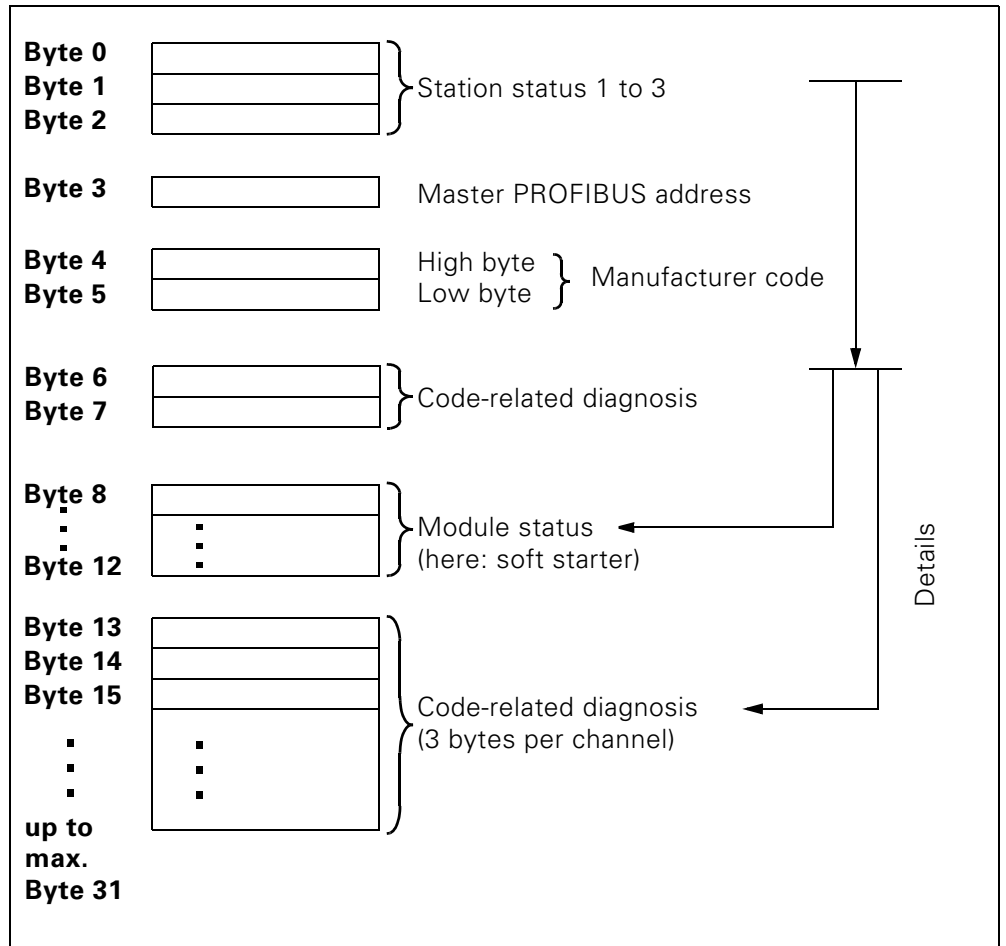 Byte 0
Byte 1
Byte 2
Station status 1 to 3
Byte 3
Master PROFIBUS address
Byte 4
Byte 5
High byte
Low byte
Manufacturer code
Byte 6
Byte 7
Code-related diagnosis
Byte 8
Byte 12
Module status
(here: soft starter)
Details
Byte 13
Byte 14
Byte 15
Code-related diagnosis
(3 bytes per channel)
up to
max.
Byte 31